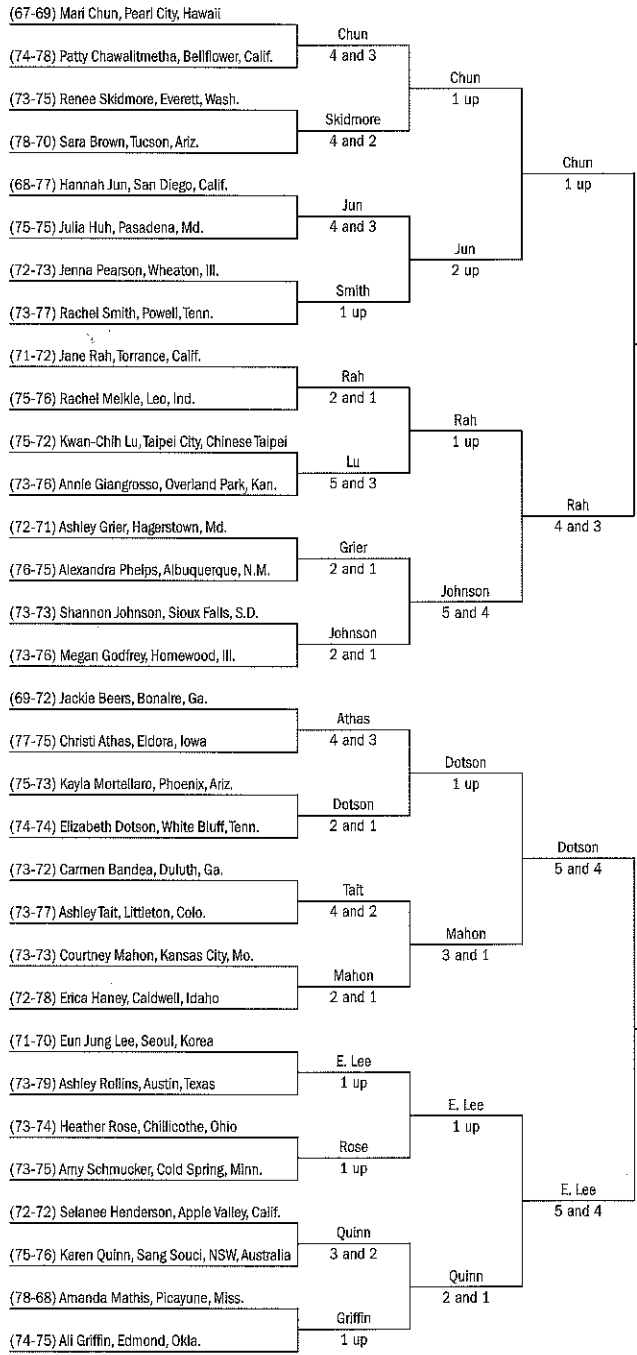 (67-69) Mari Chun, Pearl City, Hawaii
(74-78) Patty Chawalitmetha, Bellflower, Calif.
(73-75) Renee Skidmore, Everett, Wash.
(78-70) Sara Brown, Tucson, Ariz.
(68-77) Hannah Jun, San Diego, Calif.
(75-75) Julia Huh, Pasadena, Md.
(72-73) Jenna Pearson, Wheaton, Ill.
(73-77) Rachel Smith, Powell, Tenn.
(71-72) Jane Rah, Torrance, Calif.
(75-76) Rachel Meikle, Leo, Ind.
(75-72) Kwan-Chih Lu, Taipei City, Chinese Taipei
(73-76) Annie Giangrosso, Overland Park, Kan.
(72-71) Ashley Grier, Hagerstown, Md.
(76-75) Alexandra Phelps, Albuquerque, N.M.
(73-73) Shannon Johnson, Sioux Falls, S.D.
(73-76) Megan Godfrey, Homewood, Ill.
(69-72) Jackie Beers, Bonaire, Ga.
(77-75) Christi Athas, Eldora, Iowa
(75-73) Kayla Mortellaro, Phoenix, Ariz.
(74-74) Elizabeth Dotson, White Bluff, Tenn.
(73-72) Carmen Bandea, Duluth, Ga.
(73-77) Ashley Tait, Littleton, Colo.
(73-73) Courtney Mahon, Kansas City, Mo.
(72-78) Erica Haney, Caldwell, Idaho
(71-70) Eun Jung Lee, Seoul, Korea
(73-79) Ashley Rollins, Austin, Texas
(73-74) Heather Rose, Chillicothe, Ohio
(73-75) Amy Schmucker, Cold Spring, Minn.
(72-72) Selanee Henderson, Apple Valley, Calif.
(75-76) Karen Quinn, Sang Souci, NSW, Australia
(78-68) Amanda Mathis, Picayune, Miss.
(74-75) Ali Griffin, Edmond, Okla.
Chun
4 and 3
Skidmore
4 and 2
Jun
4 and 3
Smith
1 up
Rah
2 and 1
Lu
5 and 3
Grier
2 and 1
Johnson
2 and 1
Athas
4 and 3
Dotson
2 and 1
Tait
4 and 2
Mahon
2 and 1
E. Lee
1 up
Rose
1 up
Quinn
3 and 2
Griffin
1 up
Chun
1 up
Jun
2 up
Rah
1 up
Johnson
5 and 4
Dotson
1 up
Mahon
3 and 1
E. Lee
1 up
Quinn
2 and 1
Chun
1 up
Rah
4 and 3
Dotson
5 and 4
E. Lee
5 and 4